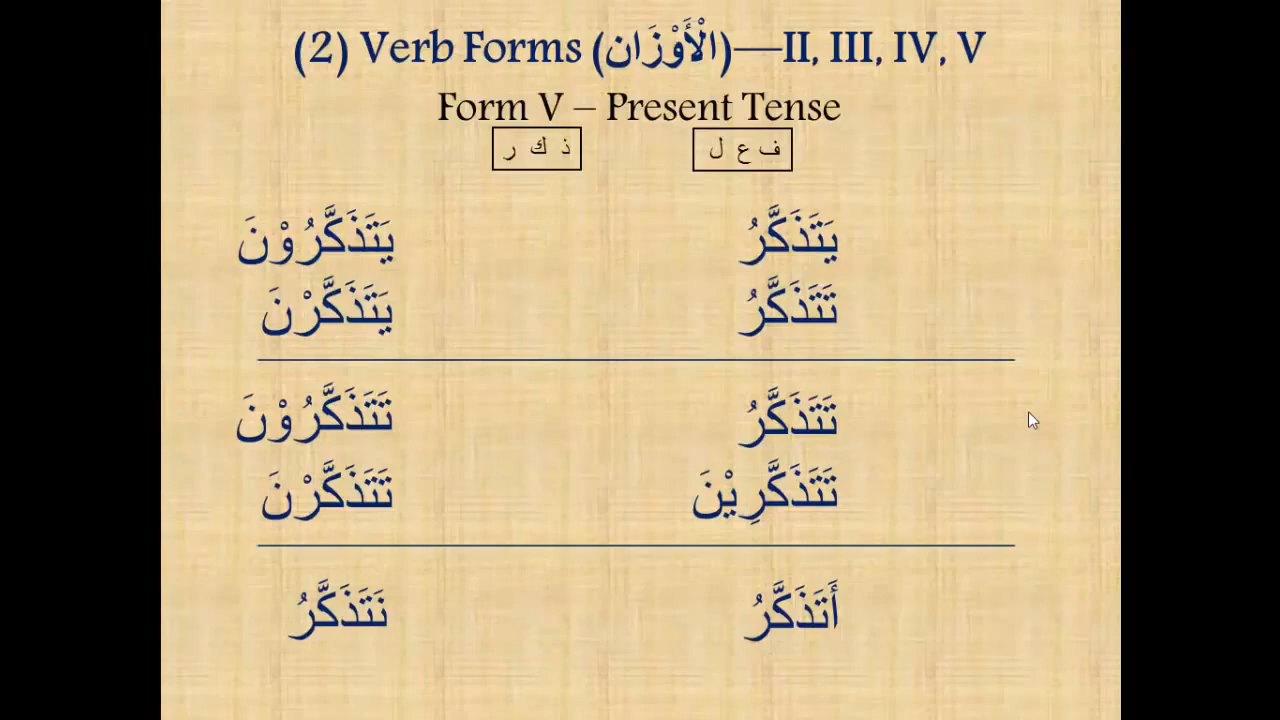 (2) Verb Forms (الْأَوْزَان)—II, III, IV, V
Form V – Present Tense
ف ع ل ذ ك ر
يَتَذَكَّرُ يَتَذَكَّرُوْنَ
تَتَذَكَّرُ يَتَذَكَّرْنَ
تَتَذَكَّرُ تَتَذَكَّرُوْنَ
تَتَذَكَّرِيْنَ تَتَذَكَّرْنَ
أَتَذَكَّرُ نَتَذَكَّرُ